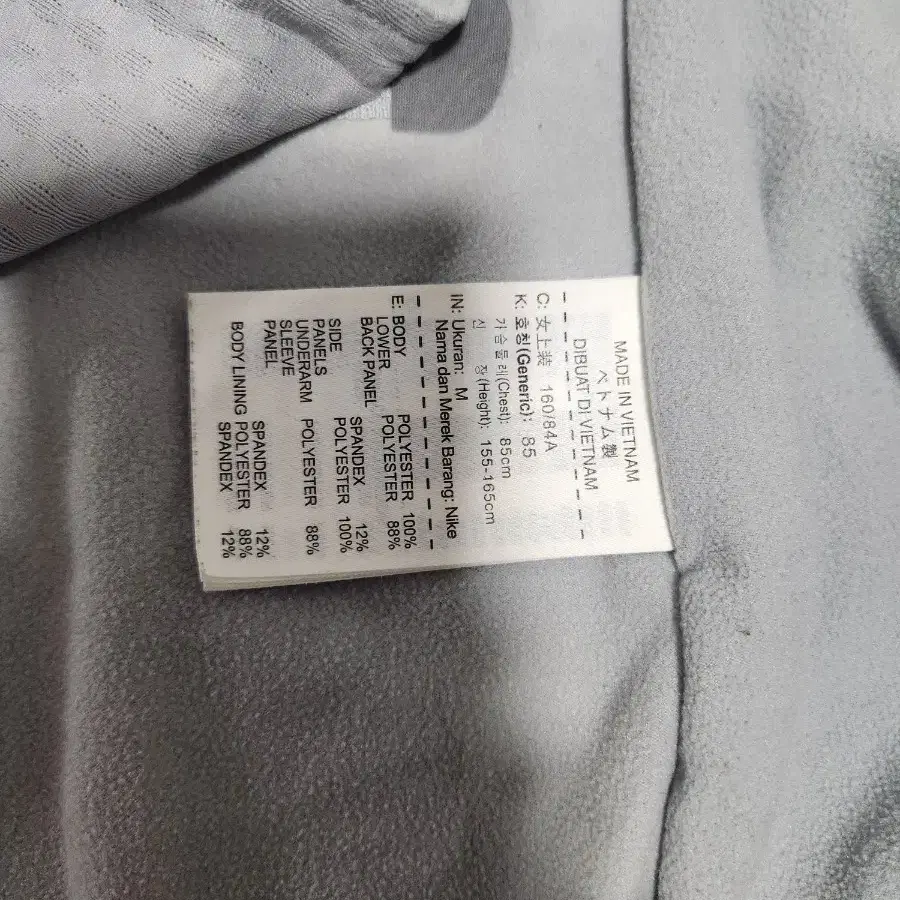 MADE IN VIETNAM
ベトナム製
DIBUAT DI VIETNAM
C: 女上装 160/84A
K: 호칭(Generic): 85
가슴둘레(Chest): 85cm
신 장(Height): 155-165cm
IN: Ukuran: M
Nama dan Merek Barang: Nike
E: BODY POLYESTER 100%
LOWER POLYESTER 88%
BACK PANEL SPANDEX 12%
SIDE POLYESTER 100%
PANELS
UNDERARM POLYESTER 88%
SLEEVE
PANEL SPANDEX 12%
BODY LINING POLYESTER 88%
SPANDEX 12%